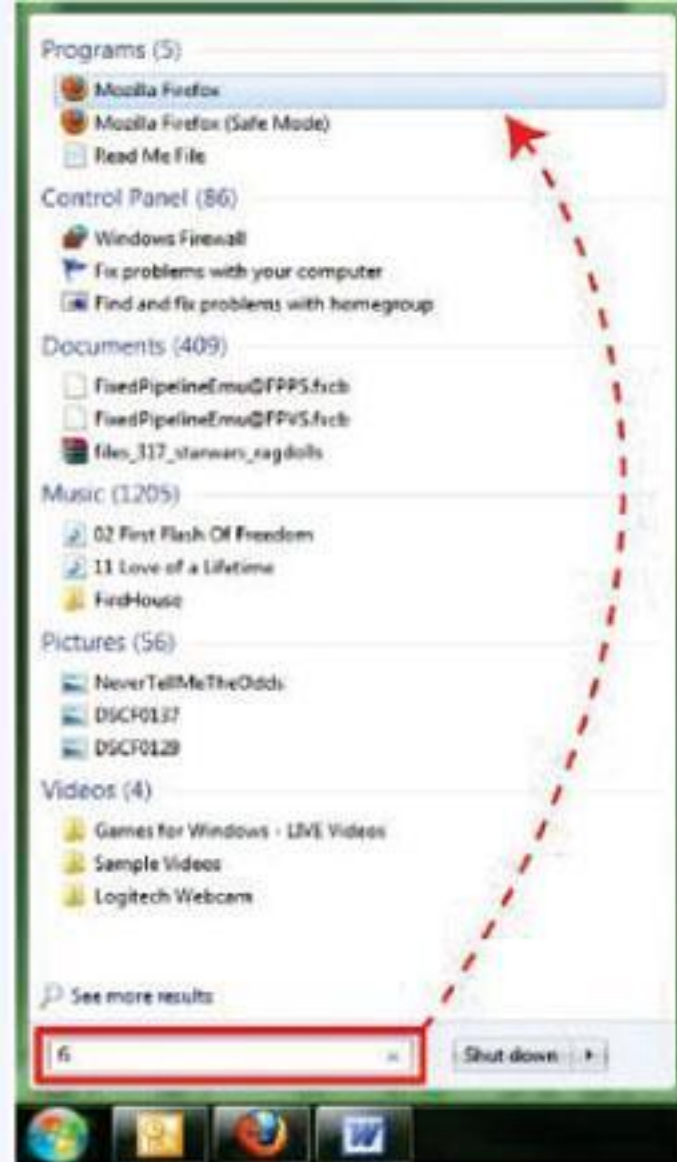 Programs (5)
Mozilla Firefox
Mozilla Firefox (Safe Mode)
Read Me File
Control Panel (86)
Windows Firewall
Fix problems with your computer
Find and fix problems with homegroup
Documents (409)
FixedPipelineEmu@FPPS.fxcb
FixedPipelineEmu@FPVS.fxcb
files_317_starwars_ragdolls
Music (1205)
02 First Flash Of Freedom
11 Love of a Lifetime
FireHouse
Pictures (56)
NeverTellMeTheOdds
DSCF0137
DSCF0129
Videos (4)
Games for Windows - LIVE Videos
Sample Videos
Logitech Webcam
See more results
Shut down